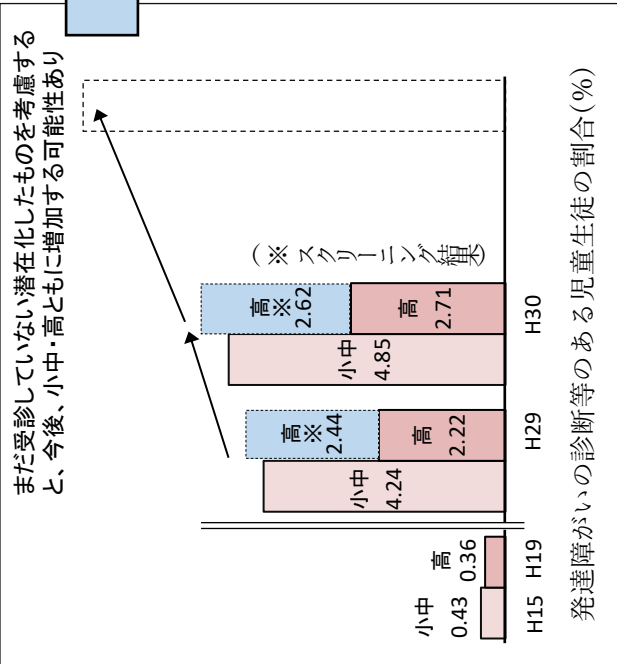 まだ受診していない潜在化したものを考慮する
と、今後、小中・高ともに増加する可能性あり
(※ スクリーニング結果)
小中
0.43
高
0.36
小中
4.24
高※
2.44
高
2.22
小中
4.85
高※
2.62
高
2.71
H15
H19
H29
H30
発達障がいの診断等のある児童生徒の割合(%)